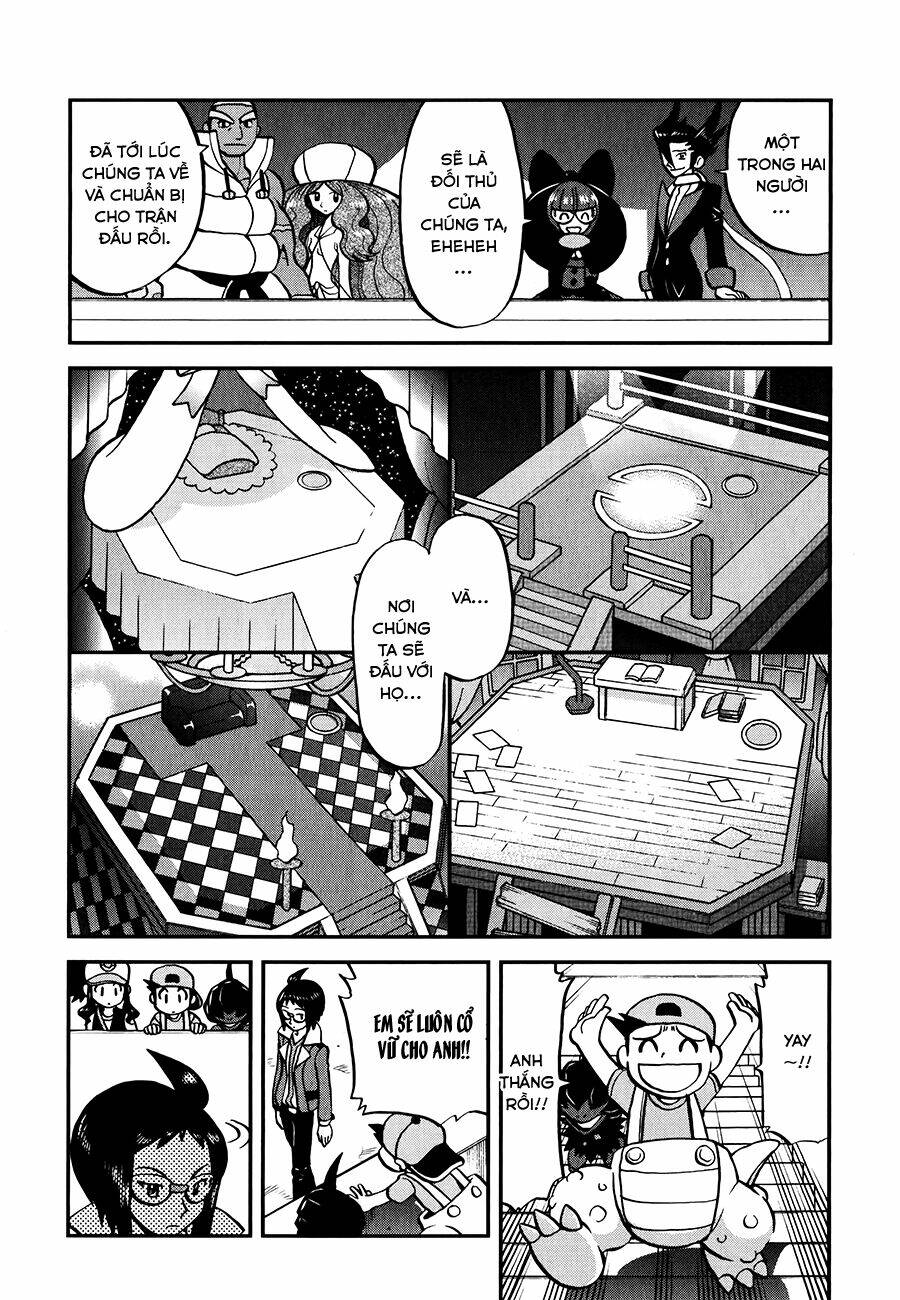 MỘT
TRONG HAI
NGƯỜI
...
SẼ LÀ
ĐỐI THỦ
CỦA
CHÚNG TA,
EHEHEH
...
ĐÃ TỚI LÚC
CHÚNG TA VỀ
VÀ CHUẨN BỊ
CHO TRẬN
ĐẤU RỒI.
VÀ...
NƠI
CHÚNG
TA SẼ
ĐẤU VỚI
HỌ...
YAY
~!!
ANH
THẮNG
RỒI!!
EM SẼ LUÔN CỔ
VỮ CHO ANH!!